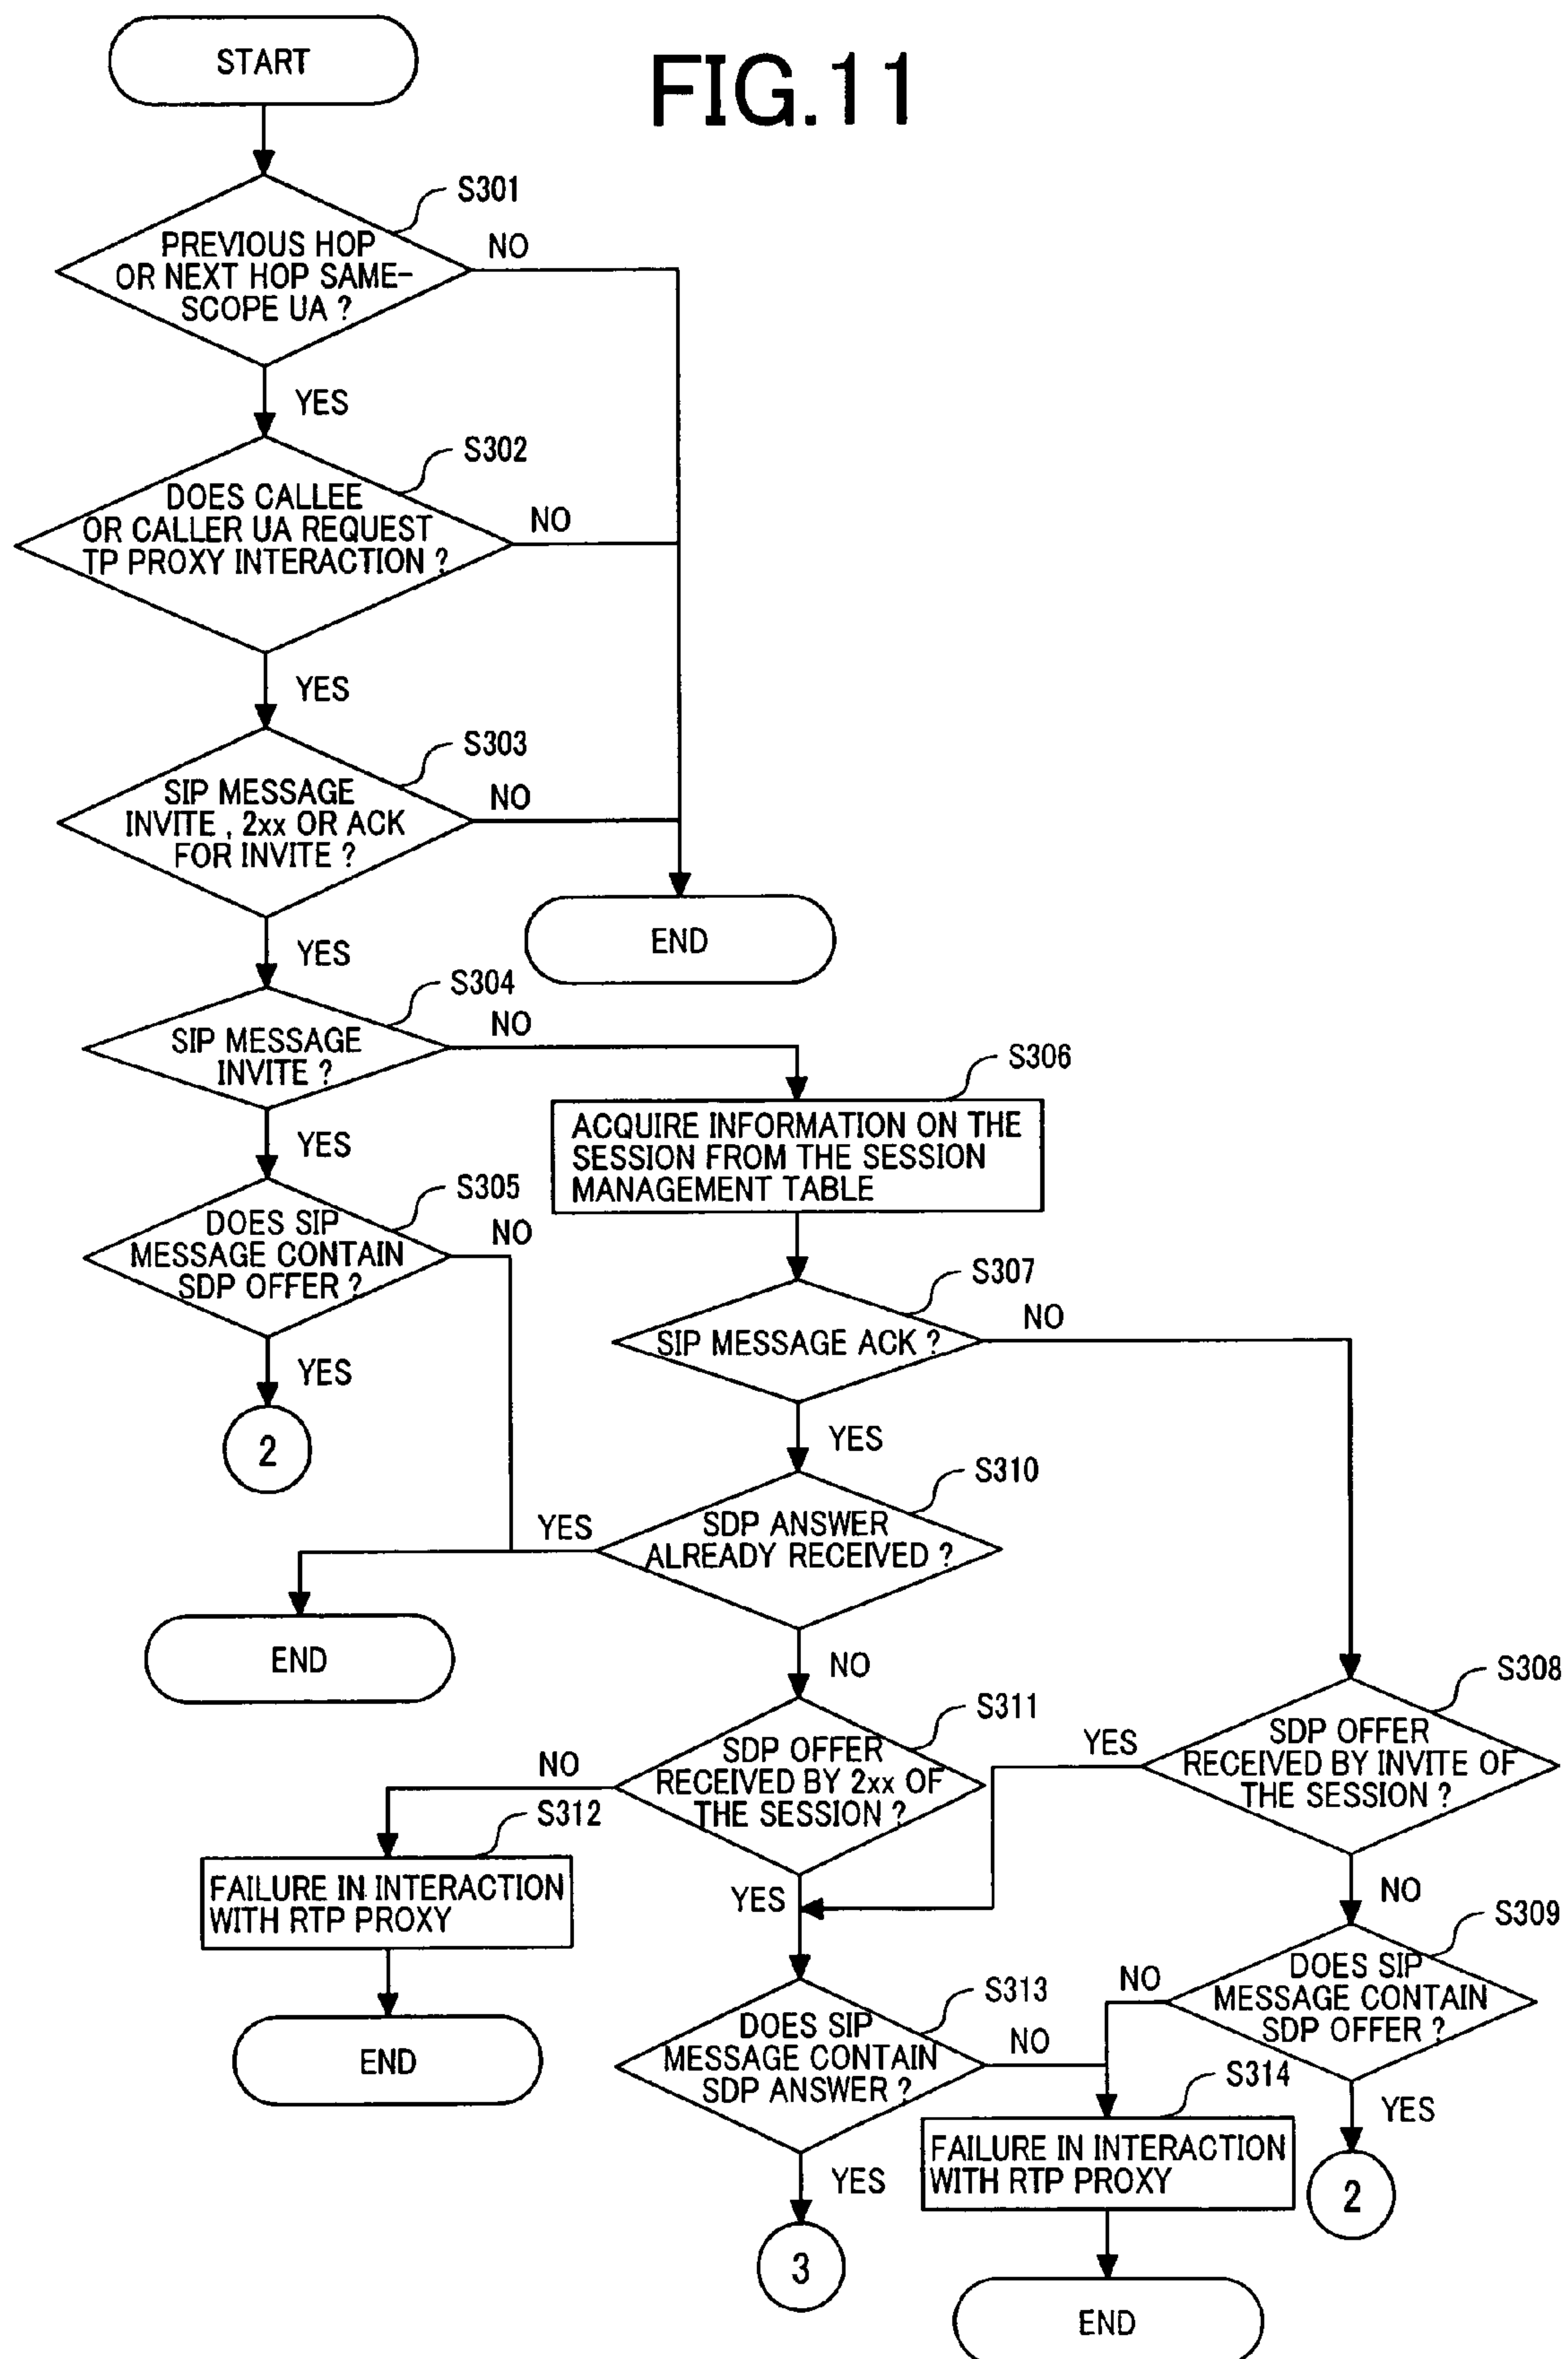 FIG.11
START
S301
PREVIOUS HOP
OR NEXT HOP SAME-
SCOPE UA ?
NO
YES
S302
DOES CALLEE
OR CALLER UA REQUEST
TP PROXY INTERACTION ?
NO
YES
S303
SIP MESSAGE
INVITE , 2xx OR ACK
FOR INVITE ?
NO
END
YES
S304
SIP MESSAGE
INVITE ?
NO
YES
S306
ACQUIRE INFORMATION ON THE
SESSION FROM THE SESSION
MANAGEMENT TABLE
S305
DOES SIP
MESSAGE CONTAIN
SDP OFFER ?
NO
YES
2
S307
SIP MESSAGE ACK ?
NO
YES
S310
SDP ANSWER
ALREADY RECEIVED ?
YES
END
NO
S311
SDP OFFER
RECEIVED BY 2xx OF
THE SESSION ?
NO
S312
FAILURE IN INTERACTION
WITH RTP PROXY
END
YES
S308
SDP OFFER
RECEIVED BY INVITE OF
THE SESSION ?
YES
NO
S309
DOES SIP
MESSAGE CONTAIN
SDP OFFER ?
NO
YES
2
S313
DOES SIP
MESSAGE CONTAIN
SDP ANSWER ?
NO
YES
3
S314
FAILURE IN INTERACTION
WITH RTP PROXY
END